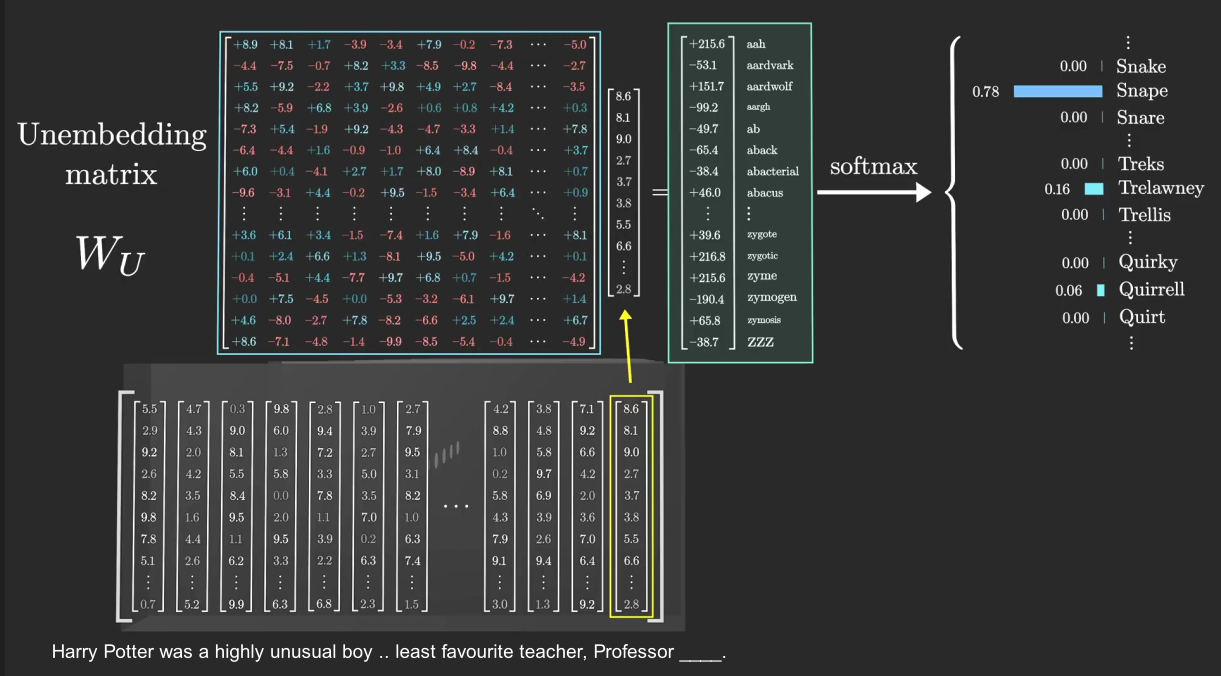 Unembedding
matrix
W_U
+8.9 +8.1 +1.7 −3.9 −3.4 +7.9 −0.2 −7.3 ⋯ −5.0
−4.4 −7.5 −0.7 +8.2 +3.3 −8.5 −9.8 −4.4 ⋯ −2.7
+5.5 +9.2 −2.2 +3.7 +9.8 +4.9 +2.7 −8.4 ⋯ −3.5
+8.2 −5.9 +6.8 +3.9 −2.6 +0.6 +0.8 +4.2 ⋯ +0.3
−7.3 +5.4 −1.9 +9.2 −4.3 −4.7 −3.3 +1.4 ⋯ +7.8
−6.4 −4.4 +1.6 −0.9 −1.0 +6.4 +8.4 −0.4 ⋯ +3.7
+6.0 +0.4 −4.1 +2.7 +1.7 +8.0 −8.9 +8.1 ⋯ +0.7
−9.6 −3.1 +4.4 −0.2 +9.5 −1.5 −3.4 +6.4 ⋯ +0.9
⋮ ⋮ ⋮ ⋮ ⋮ ⋮ ⋮ ⋮ ⋱ ⋮
+3.6 +6.1 +3.4 −1.5 −7.4 +1.6 +7.9 −1.6 ⋯ +8.1
+0.1 +2.4 +6.6 +1.3 −8.1 +9.5 −5.0 +4.2 ⋯ +0.1
−0.4 −5.1 +4.4 −7.7 +9.7 +6.8 +0.7 −1.5 ⋯ −4.2
+0.0 +7.5 −4.5 +0.0 −5.3 −3.2 −6.1 +9.7 ⋯ +1.4
+4.6 −8.0 −2.7 +7.8 −8.2 −6.6 +2.5 +2.4 ⋯ +6.7
+8.6 −7.1 −4.8 −1.4 −9.9 −8.5 −5.4 −0.4 ⋯ −4.9
8.6
8.1
9.0
2.7
3.7
3.8
5.5
6.6
⋮
2.8
=
+215.6 aah
−53.1 aardvark
+151.7 aardwolf
−99.2 aargh
−49.7 ab
−65.4 aback
−38.4 abacterial
+46.0 abacus
⋮ ⋮
+39.6 zygote
+216.8 zygotic
+215.6 zyme
−190.4 zymogen
+65.8 zymosis
−38.7 ZZZ
softmax
⋮
0.00 Snake
0.78 Snape
0.00 Snare
⋮
0.00 Treks
0.16 Trelawney
0.00 Trellis
⋮
0.00 Quirky
0.06 Quirrell
0.00 Quirt
⋮
5.5 4.7 0.3 9.8 2.8 1.0 2.7 4.2 3.8 7.1 8.6
2.9 4.3 9.0 6.0 9.4 3.9 7.9 8.8 4.8 9.2 8.1
9.2 2.0 8.1 1.3 7.2 2.7 9.5 1.0 5.8 6.6 9.0
2.6 4.2 5.5 5.8 3.3 5.0 3.1 0.2 9.7 4.2 2.7
8.2 3.5 8.4 0.0 7.8 3.5 8.2 ⋯ 5.8 6.9 2.0 3.7
9.8 1.6 9.5 2.0 1.1 7.0 1.0 4.3 3.9 3.6 3.8
7.8 4.4 1.1 9.5 3.9 0.2 6.3 7.9 2.6 7.0 5.5
5.1 2.6 6.2 3.3 2.2 6.3 7.4 9.1 9.4 6.4 6.6
⋮ ⋮ ⋮ ⋮ ⋮ ⋮ ⋮ ⋮ ⋮ ⋮ ⋮
0.7 5.2 9.9 6.3 6.8 2.3 1.5 3.0 1.3 9.2 2.8
Harry Potter was a highly unusual boy .. least favourite teacher, Professor ____.